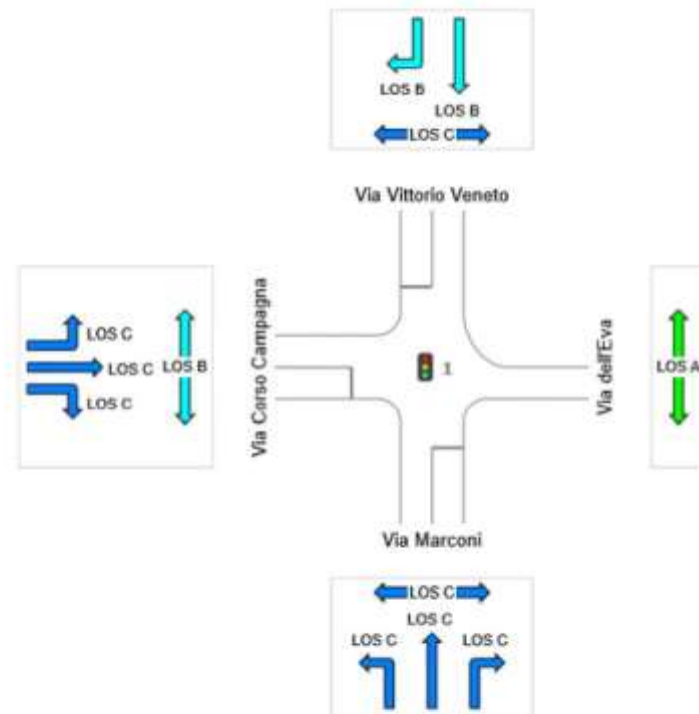 LOS B
LOS B
LOS C
Via Vittorio Veneto
Via Corso Campagna
LOS C
LOS C
LOS C
LOS B
1
Via dell'Eva
LOS A
Via Marconi
LOS C
LOS C
LOS C
LOS C